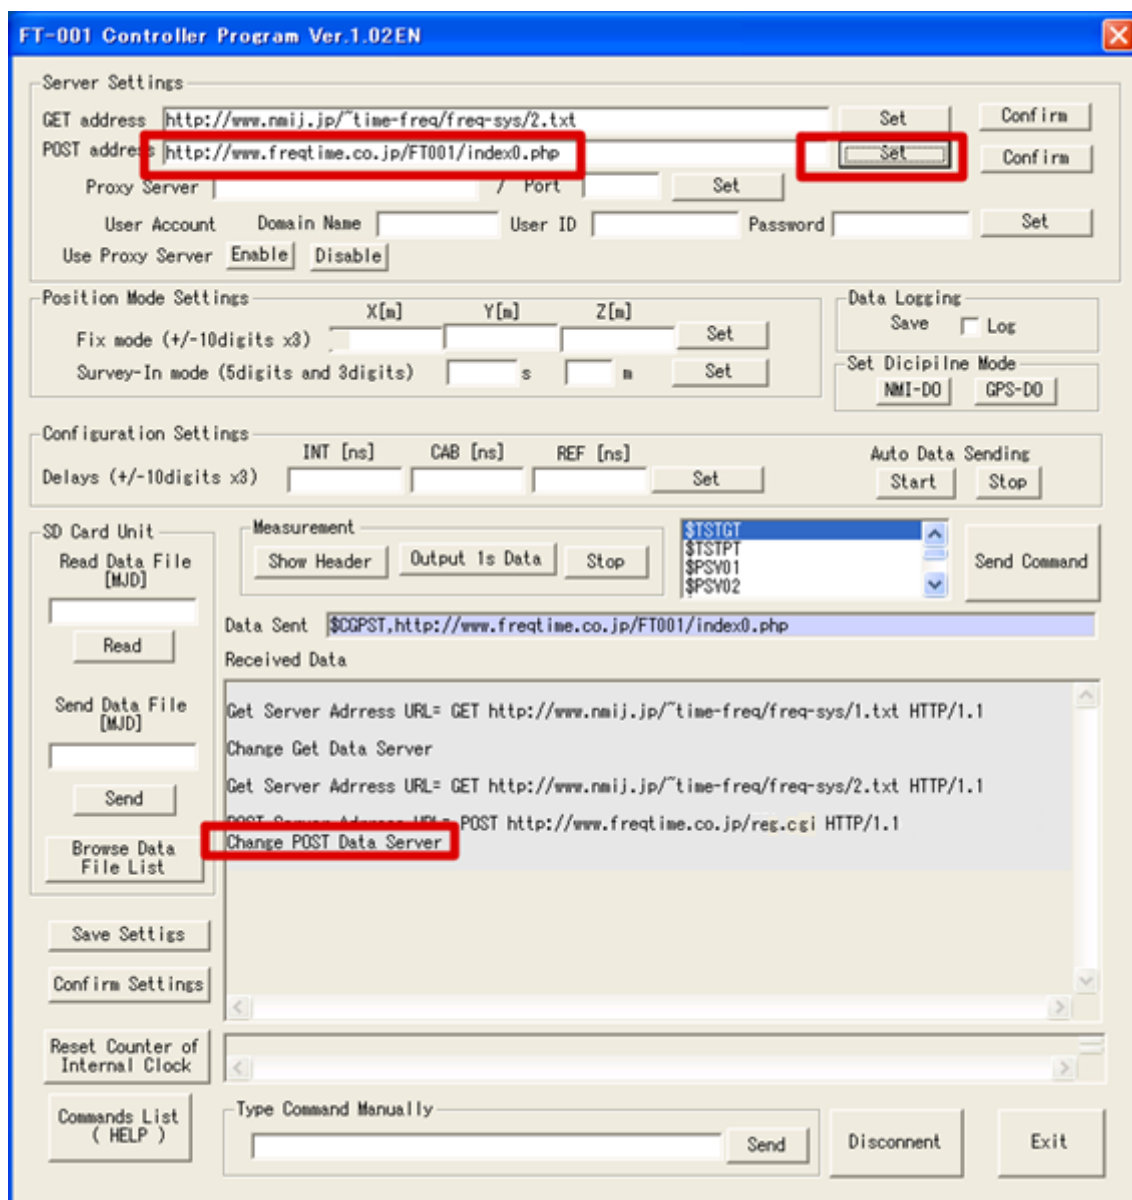 FT-001 Controller Program Ver.1.02EN
Server Settings
GET address http://www.nmij.jp/~time-freq/freq-sys/2.txt Set Confirm
POST address http://www.freqtime.co.jp/FT001/index0.php Set Confirm
Proxy Server / Port Set
User Account Domain Name User ID Password Set
Use Proxy Server Enable Disable
Position Mode Settings
X[m] Y[m] Z[m]
Fix mode (+/-10digits x3) Set
Survey-In mode (5digits and 3digits) s m Set
Data Logging
Save Log
Set Dicipilne Mode
NMI-DO GPS-DO
Configuration Settings
INT [ns] CAB [ns] REF [ns]
Delays (+/-10digits x3) Set
Auto Data Sending
Start Stop
SD Card Unit
Read Data File
[MJD]
Read
Send Data File
[MJD]
Send
Browse Data
File List
Measurement
Show Header Output 1s Data Stop
$TSTGT
$TSTPT
$PSV01
$PSV02
Send Command
Data Sent $CGPST,http://www.freqtime.co.jp/FT001/index0.php
Received Data
Get Server Adrress URL= GET http://www.nmij.jp/~time-freq/freq-sys/1.txt HTTP/1.1
Change Get Data Server
Get Server Adrress URL= GET http://www.nmij.jp/~time-freq/freq-sys/2.txt HTTP/1.1
POST Server Adrress URL= POST http://www.freqtime.co.jp/reg.cgi HTTP/1.1
Change POST Data Server
Save Settigs
Confirm Settings
Reset Counter of
Internal Clock
Commands List
( HELP )
Type Command Manually
Send
Disconnent
Exit